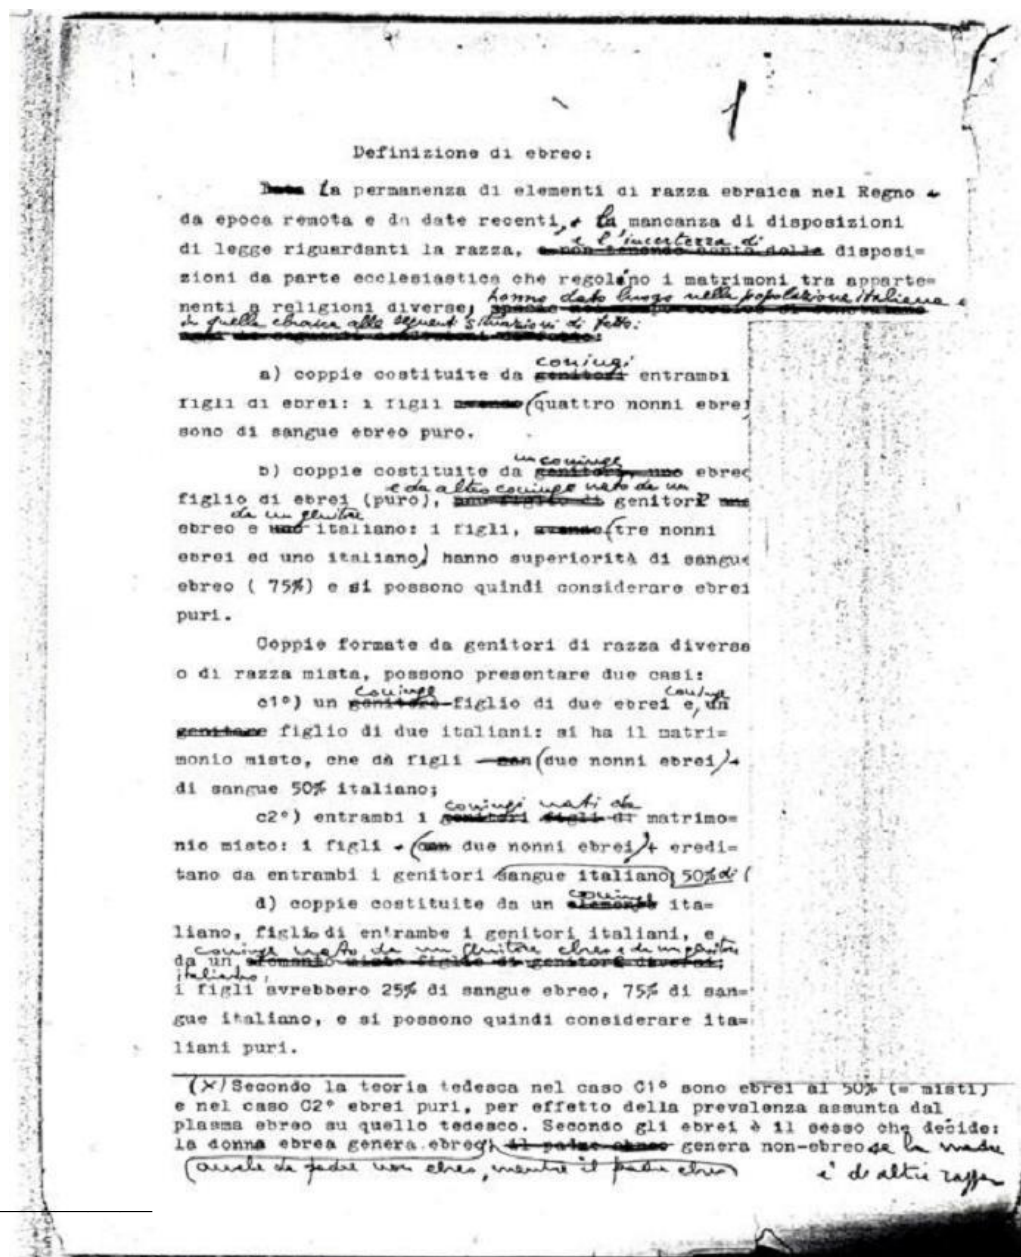 Definizione di ebreo:
La permanenza di elementi di razza ebraica nel Regno
da epoca remota e da date recenti, la mancanza di disposizioni
di legge riguardanti la razza, e l'incertezza di disposi=
zioni da parte ecclesiastica che regolino i matrimoni tra apparte=
nenti a religioni diverse, hanno dato luogo nella popolazione italiana e
in quella ebraica alle seguenti situazioni di fatto:
a) coppie costituite da coniugi entrambi
figli di ebrei: i figli (quattro nonni ebrei
sono di sangue ebreo puro.
b) coppie costituite da un coniuge ebreo
figlio di ebrei (puro), e da altro coniuge nato da un genitore
ebreo e da un genitore italiano: i figli, (tre nonni
ebrei ed uno italiano) hanno superiorità di sangue
ebreo ( 75%) e si possono quindi considerare ebrei
puri.
Coppie formate da genitori di razza diversa
o di razza mista, possono presentare due casi:
c1°) un coniuge figlio di due ebrei e, un coniuge
figlio di due italiani: si ha il matri=
monio misto, che dà figli (due nonni ebrei)
di sangue 50% italiano;
c2°) entrambi i coniugi nati da matrimo=
nio misto: i figli (due nonni ebrei) eredi=
tano da entrambi i genitori 50% di sangue italiano;
d) coppie costituite da un coniuge ita=
liano, figlio di entrambe i genitori italiani, e
da un coniuge nato da un genitore ebreo e da un genitore
italiano,
i figli avrebbero 25% di sangue ebreo, 75% di san=
gue italiano, e si possono quindi considerare ita=
liani puri.
(X) Secondo la teoria tedesca nel caso C1° sono ebrei al 50% (= misti)
e nel caso C2° ebrei puri, per effetto della prevalenza assunta dal
plasma ebreo su quello tedesco. Secondo gli ebrei è il sesso che decide:
la donna ebrea genera ebrei genera non-ebreo se la madre
(anche da padre non ebreo, mentre il padre ebreo è di altra razza